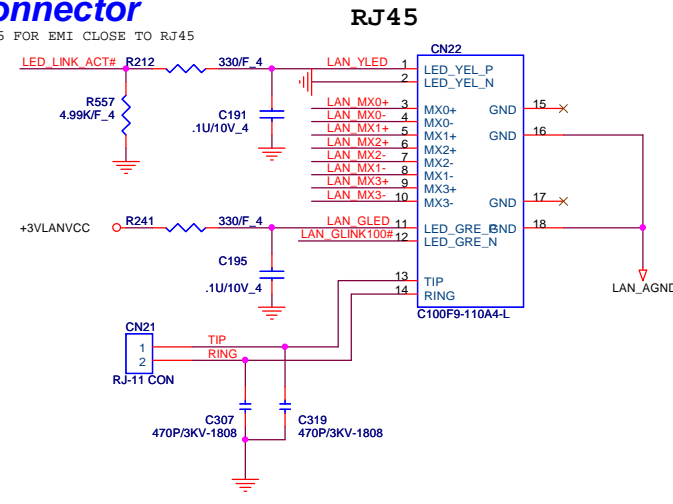 onnector
RJ45
5 FOR EMI CLOSE TO RJ45
CN22
LED_LINK_ACT# R212 330/F_4 LAN_YLED 1 LED_YEL_P
2 LED_YEL_N
R557
4.99K/F_4
C191
.1U/10V_4
LAN_MX0+ 3 MX0+ GND 15
LAN_MX0- 4 MX0-
LAN_MX1+ 5 MX1+ GND 16
LAN_MX2+ 6 MX2+
LAN_MX2- 7 MX2-
LAN_MX1- 8 MX1-
LAN_MX3+ 9 MX3+
LAN_MX3- 10 MX3- GND 17
+3VLANVCC R241 330/F_4 LAN_GLED 11 LED_GRE_P GND 18
LAN_GLINK100# 12 LED_GRE_N
C195
.1U/10V_4
13 TIP
14 RING
LAN_AGND
C100F9-110A4-L
CN21
1 TIP
2 RING
RJ-11 CON
C307 C319
470P/3KV-1808 470P/3KV-1808